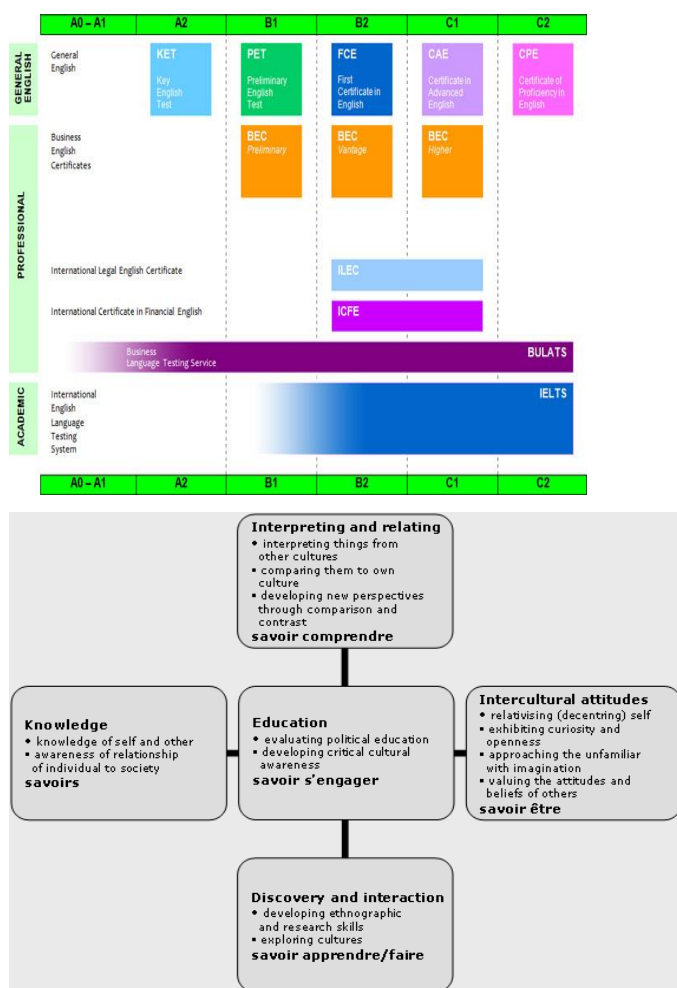 A0 – A1 A2 B1 B2 C1 C2
GENERAL
ENGLISH
General
English
KET
Key
English
Test
PET
Preliminary
English
Test
FCE
First
Certificate in
English
CAE
Certificate in
Advanced
English
CPE
Certificate of
Proficiency in
English
PROFESSIONAL
Business
English
Certificates
BEC
Preliminary
BEC
Vantage
BEC
Higher
International Legal English Certificate
ILEC
International Certificate in Financial English
ICFE
Business
Language Testing Service
BULATS
ACADEMIC
International
English
Language
Testing
System
IELTS
A0 – A1 A2 B1 B2 C1 C2
Interpreting and relating
• interpreting things from
other cultures
• comparing them to own
culture
• developing new perspectives
through comparison and
contrast
savoir comprendre
Knowledge
• knowledge of self and other
• awareness of relationship
of individual to society
savoirs
Education
• evaluating political education
• developing critical cultural
awareness
savoir s'engager
Intercultural attitudes
• relativising (decentring) self
• exhibiting curiosity and
openness
• approaching the unfamiliar
with imagination
• valuing the attitudes and
beliefs of others
savoir être
Discovery and interaction
• developing ethnographic
and research skills
• exploring cultures
savoir apprendre/faire